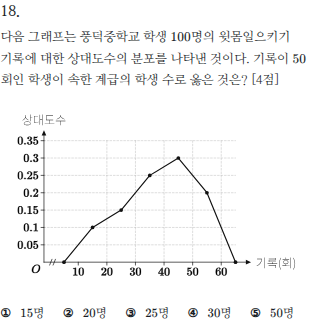 18.
다음 그래프는 풍덕중학교 학생 100명의 윗몸일으키기
기록에 대한 상대도수의 분포를 나타낸 것이다. 기록이 50
회인 학생이 속한 계급의 학생 수로 옳은 것은? [4점]
상대도수
0.35
0.3
0.25
0.2
0.15
0.1
0.05
O 10 20 30 40 50 60 기록(회)
① 15명 ② 20명 ③ 25명 ④ 30명 ⑤ 50명